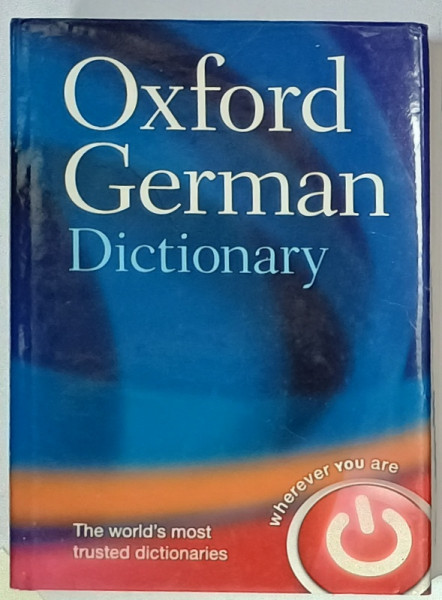 Oxford
German
Dictionary
wherever YOU are
The world's most
trusted dictionaries